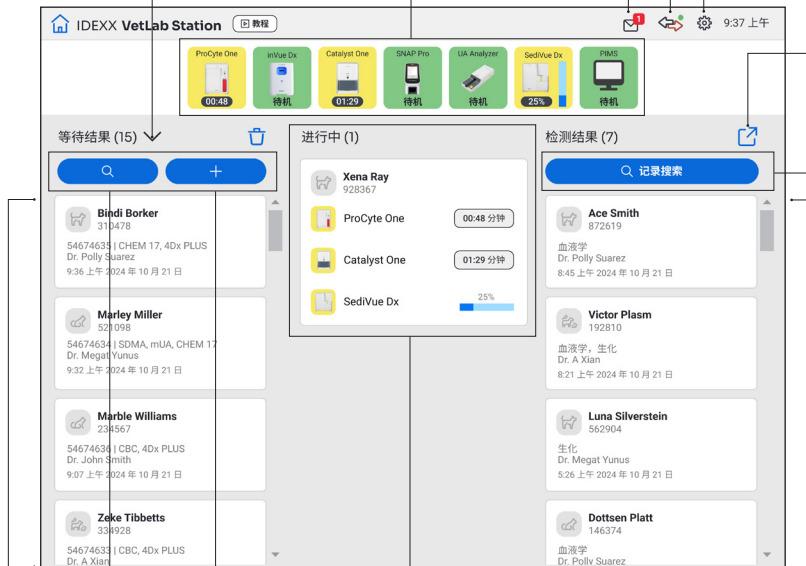 IDEXX VetLab Station
教程
1
9:37 上午
ProCyte One
inVue Dx
Catalyst One
SNAP Pro
UA Analyzer
SediVue Dx
PIMS
00:48
待机
01:29
待机
待机
25%
待机
等待结果 (15)
进行中 (1)
检测结果 (7)
记录搜索
Bindi Borker
310478
54674635 | CHEM 17, 4Dx PLUS
Dr. Polly Suarez
9:36 上午 2024 年 10 月 21 日
Marley Miller
521098
54674634 | SDMA, mUA, CHEM 17
Dr. Megat Yunus
9:32 上午 2024 年 10 月 21 日
Marble Williams
234567
54674636 | CBC, 4Dx PLUS
Dr. John Smith
9:07 上午 2024 年 10 月 21 日
Zeke Tibbetts
334928
54674633 | CBC, 4Dx PLUS
Dr. A Xian
Xena Ray
928367
ProCyte One
00:48 分钟
Catalyst One
01:29 分钟
SediVue Dx
25%
Ace Smith
872619
血液学
Dr. Polly Suarez
8:45 上午 2024 年 10 月 21 日
Victor Plasm
192810
血液学，生化
Dr. A Xian
8:21 上午 2024 年 10 月 21 日
Luna Silverstein
562904
生化
Dr. Megat Yunus
5:26 上午 2024 年 10 月 21 日
Dottsen Platt
146374
血液学
Dr. Polly Suarez